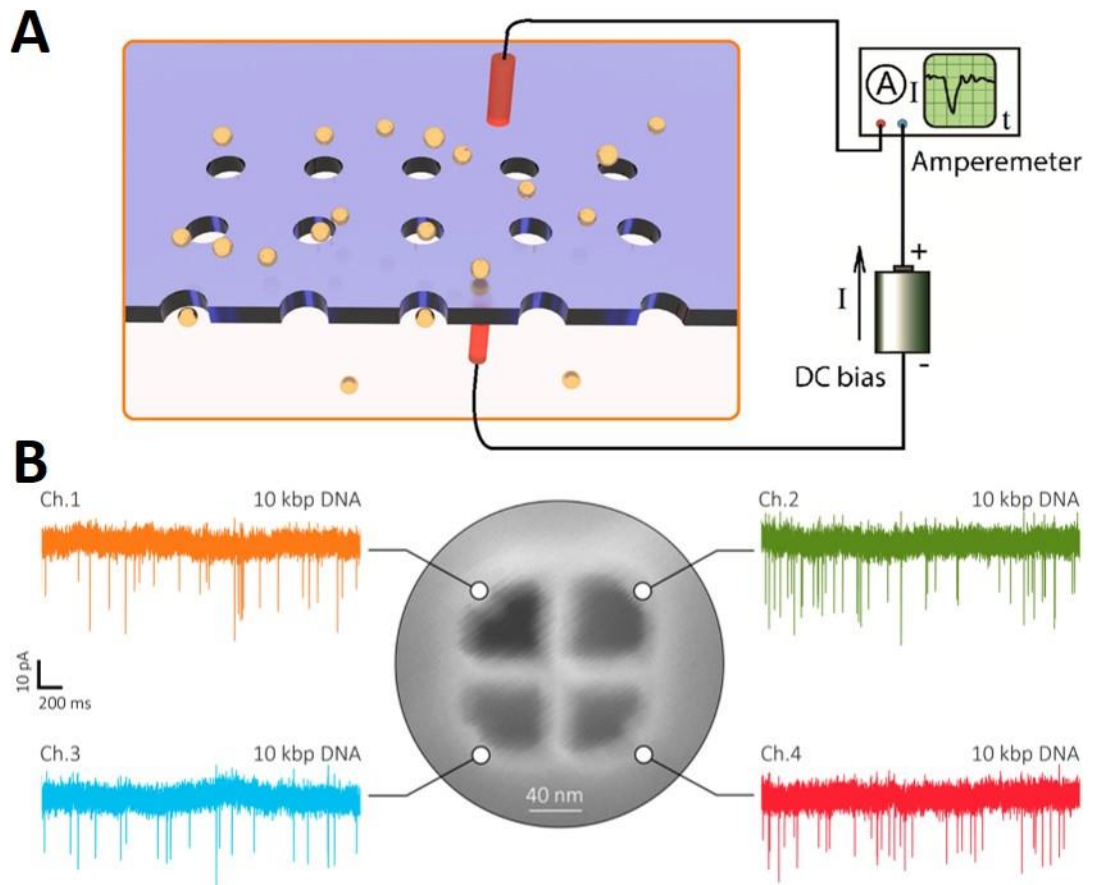 A
A I
t
Amperemeter
+
I
DC bias
-
B
Ch.1 10 kbp DNA
Ch.2 10 kbp DNA
10 pA
200 ms
Ch.3 10 kbp DNA
Ch.4 10 kbp DNA
40 nm